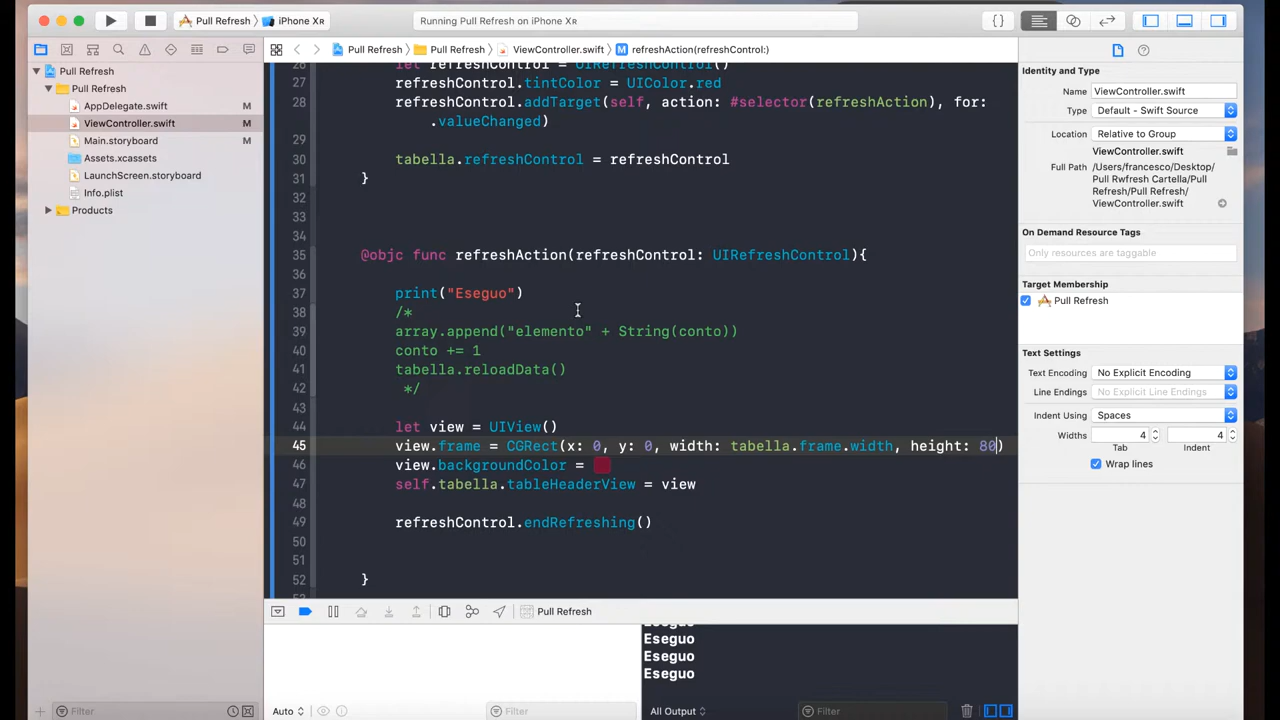 Pull Refresh
iPhone XR
Running Pull Refresh on iPhone XR
{}
Pull Refresh
Pull Refresh
ViewController.swift
M
refreshAction(refreshControl:)
Pull Refresh
Pull Refresh
AppDelegate.swift M
ViewController.swift M
Main.storyboard M
Assets.xcassets
LaunchScreen.storyboard
Info.plist
Products
Filter
26 let refreshControl = UIRefreshControl()
27 refreshControl.tintColor = UIColor.red
28 refreshControl.addTarget(self, action: #selector(refreshAction), for:
.valueChanged)
29
30 tabella.refreshControl = refreshControl
31 }
32
33
34
35 @objc func refreshAction(refreshControl: UIRefreshControl){
36
37 print("Eseguo")
38 /*
39 array.append("elemento" + String(conto))
40 conto += 1
41 tabella.reloadData()
42 */
43
44 let view = UIView()
45 view.frame = CGRect(x: 0, y: 0, width: tabella.frame.width, height: 80)
46 view.backgroundColor =
47 self.tabella.tableHeaderView = view
48
49 refreshControl.endRefreshing()
50
51
52 }
53
Pull Refresh
Eseguo
Eseguo
Eseguo
Eseguo
Auto
Filter
All Output
Filter
Identity and Type
Name ViewController.swift
Type Default - Swift Source
Location Relative to Group
ViewController.swift
Full Path /Users/francesco/Desktop/
Pull Rwfresh Cartella/Pull
Refresh/Pull Refresh/
ViewController.swift
On Demand Resource Tags
Only resources are taggable
Target Membership
Pull Refresh
Text Settings
Text Encoding No Explicit Encoding
Line Endings No Explicit Line Endings
Indent Using Spaces
Widths 4 4
Tab Indent
Wrap lines